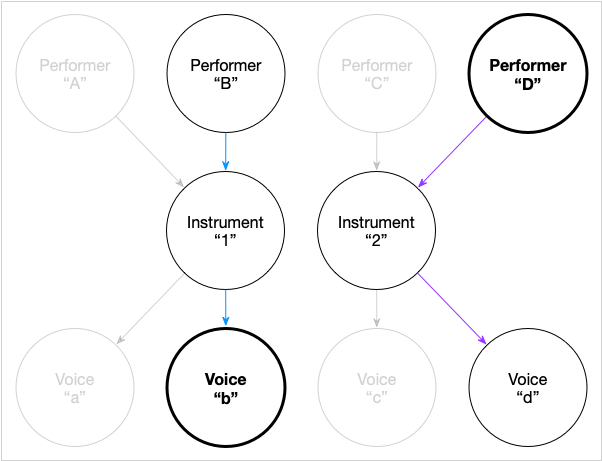 Performer
“A”
Performer
“B”
Performer
“C”
Performer
“D”
Instrument
“1”
Instrument
“2”
Voice
“a”
Voice
“b”
Voice
“c”
Voice
“d”